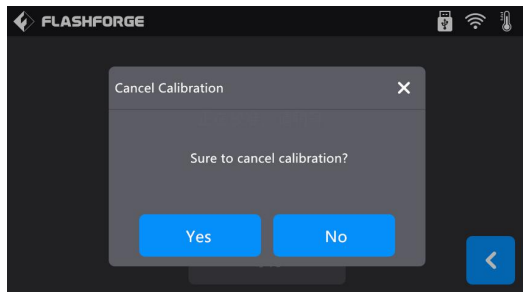 FLASHFORGE
Cancel Calibration
Sure to cancel calibration?
Yes
No